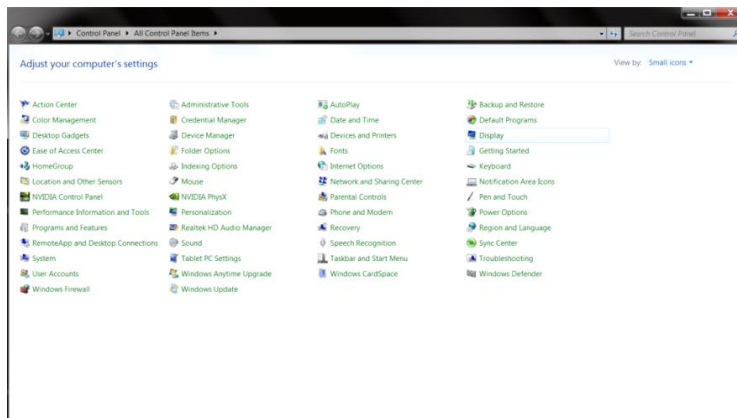 Control Panel ▸ All Control Panel Items ▸
Search Control Panel
Adjust your computer's settings
View by: Small icons
Action Center
Administrative Tools
AutoPlay
Backup and Restore
Color Management
Credential Manager
Date and Time
Default Programs
Desktop Gadgets
Device Manager
Devices and Printers
Display
Ease of Access Center
Folder Options
Fonts
Getting Started
HomeGroup
Indexing Options
Internet Options
Keyboard
Location and Other Sensors
Mouse
Network and Sharing Center
Notification Area Icons
NVIDIA Control Panel
NVIDIA PhysX
Parental Controls
Pen and Touch
Performance Information and Tools
Personalization
Phone and Modem
Power Options
Programs and Features
Realtek HD Audio Manager
Recovery
Region and Language
RemoteApp and Desktop Connections
Sound
Speech Recognition
Sync Center
System
Tablet PC Settings
Taskbar and Start Menu
Troubleshooting
User Accounts
Windows Anytime Upgrade
Windows CardSpace
Windows Defender
Windows Firewall
Windows Update